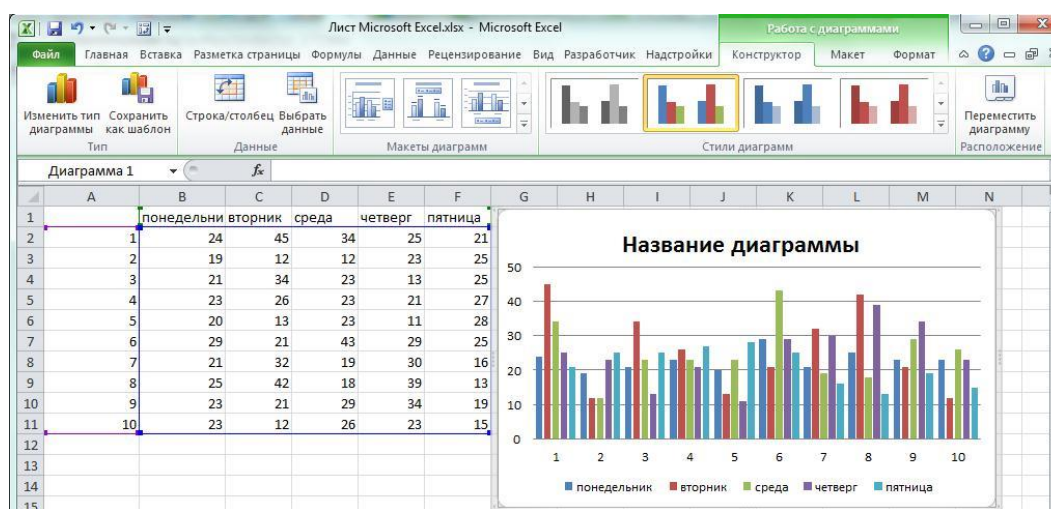 Лист Microsoft Excel.xlsx - Microsoft Excel
Работа с диаграммами
Файл Главная Вставка Разметка страницы Формулы Данные Рецензирование Вид Разработчик Надстройки Конструктор Макет Формат
Изменить тип диаграммы
Сохранить как шаблон
Строка/столбец
Выбрать данные
Переместить диаграмму
Тип Данные Макеты диаграмм Стили диаграмм Расположение
Диаграмма 1 fx
A B C D E F G H I J K L M N
1 понедельни вторник среда четверг пятница
2 1 24 45 34 25 21
3 2 19 12 12 23 25
4 3 21 34 23 13 25
5 4 23 26 23 21 27
6 5 20 13 23 11 28
7 6 29 21 43 29 25
8 7 21 32 19 30 16
9 8 25 42 18 39 13
10 9 23 21 29 34 19
11 10 23 12 26 23 15
12
13
14
15
Название диаграммы
50
40
30
20
10
0
1 2 3 4 5 6 7 8 9 10
понедельник вторник среда четверг пятница